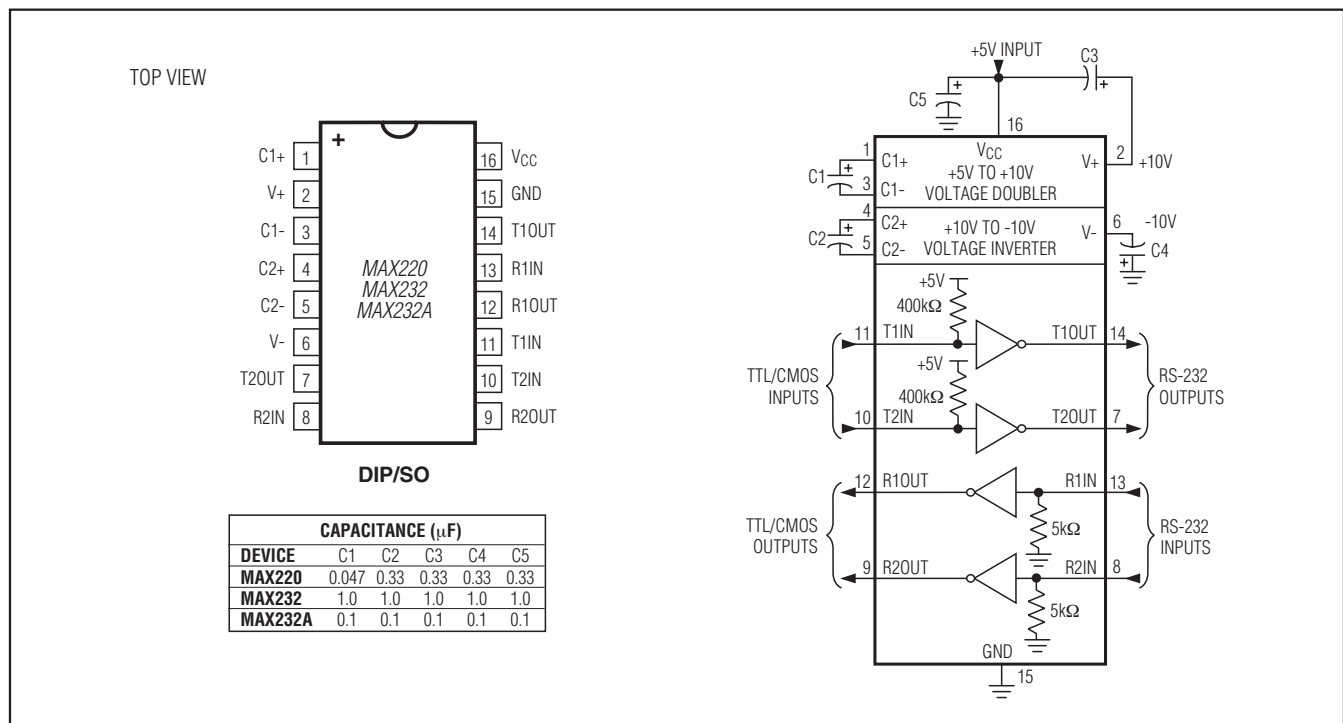 TOP VIEW
+
C1+ 1
V+ 2
C1- 3
C2+ 4
C2- 5
V- 6
T2OUT 7
R2IN 8
16 VCC
15 GND
14 T1OUT
13 R1IN
12 R1OUT
11 T1IN
10 T2IN
9 R2OUT
MAX220
MAX232
MAX232A
DIP/SO
CAPACITANCE (μF)
DEVICE C1 C2 C3 C4 C5
MAX220 0.047 0.33 0.33 0.33 0.33
MAX232 1.0 1.0 1.0 1.0 1.0
MAX232A 0.1 0.1 0.1 0.1 0.1
+5V INPUT
C3
+
C5
+
16
VCC
1
C1+
C1
+
3
C1-
+5V TO +10V
VOLTAGE DOUBLER
V+
2
+10V
4
C2+
C2
+
5
C2-
+10V TO -10V
VOLTAGE INVERTER
V-
6
-10V
C4
+
+5V
400kΩ
11 T1IN
T1OUT 14
+5V
400kΩ
TTL/CMOS
INPUTS
RS-232
OUTPUTS
10 T2IN
T2OUT 7
12 R1OUT
R1IN 13
5kΩ
TTL/CMOS
OUTPUTS
RS-232
INPUTS
9 R2OUT
R2IN 8
5kΩ
GND
15